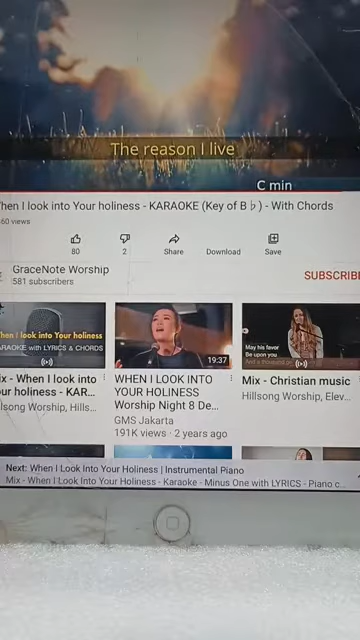 The reason I live
C min
hen I look into Your holiness - KARAOKE (Key of B♭) - With Chords
60 views
80
2
Share
Download
Save
GraceNote Worship
581 subscribers
SUBSCRIBE
hen I look into Your holiness
ARAOKE with LYRICS & CHORDS
19:37
May his favor
Be upon you
And a thousand
ix - When I look into
our holiness - KAR...
lsong Worship, Hills...
WHEN I LOOK INTO
YOUR HOLINESS
Worship Night 8 De...
GMS Jakarta
191K views · 2 years ago
Mix - Christian music
Hillsong Worship, Elev...
Next: When I Look Into Your Holiness | Instrumental Piano
Mix - When I Look Into Your Holiness - Karaoke - Minus One with LYRICS - Piano c...